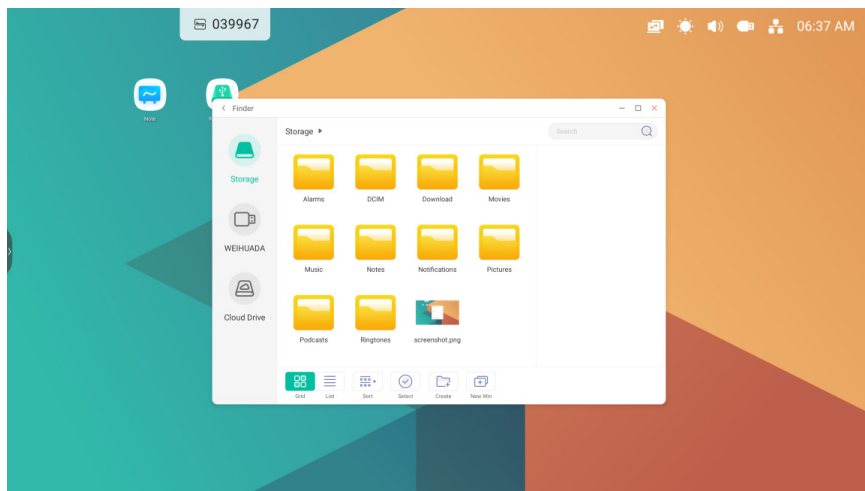 039967
06:37 AM
Note
Finder
Storage
Search
Storage
WEIHUADA
Cloud Drive
Alarms DCIM Download Movies
Music Notes Notifications Pictures
Podcasts Ringtones screenshot.png
Grid List Sort Select Create New Win